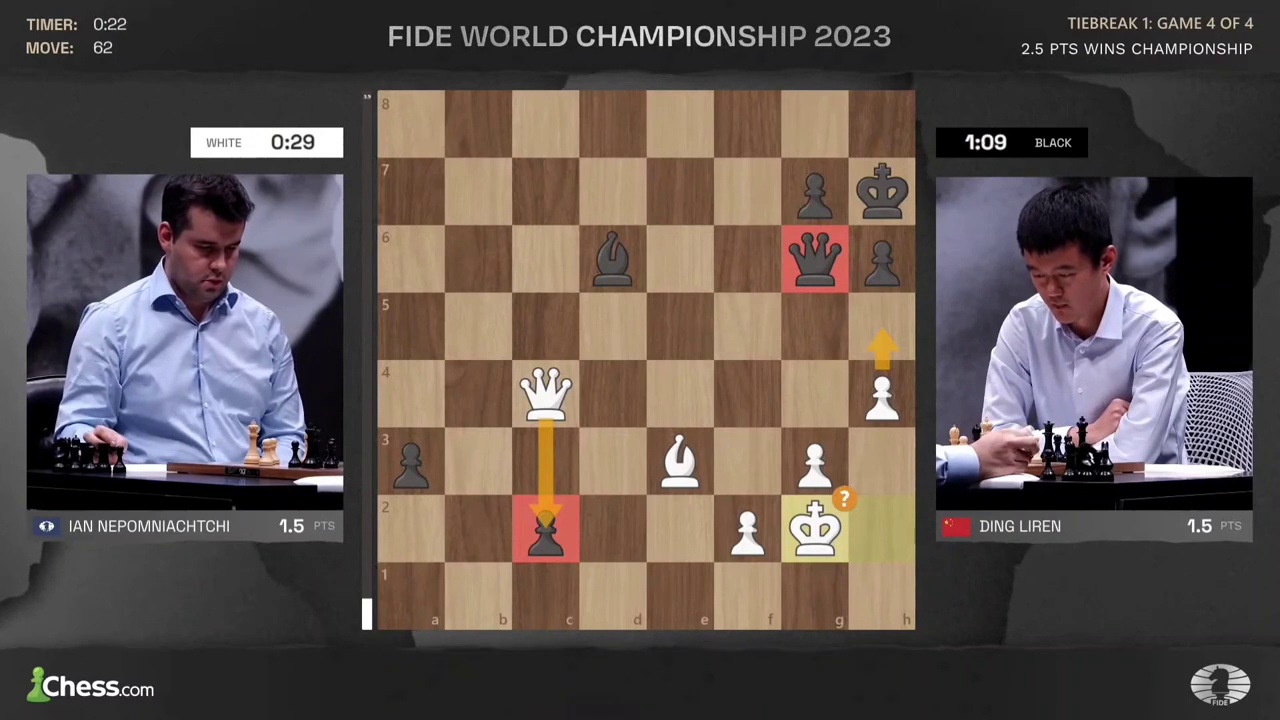 TIMER: 0:22
MOVE: 62
FIDE WORLD CHAMPIONSHIP 2023
TIEBREAK 1: GAME 4 OF 4
2.5 PTS WINS CHAMPIONSHIP
WHITE 0:29
1:09 BLACK
8
7
6
5
4
3
2
1
?
a b c d e f g h
IAN NEPOMNIACHTCHI 1.5 PTS
DING LIREN 1.5 PTS
Chess.com
FIDE